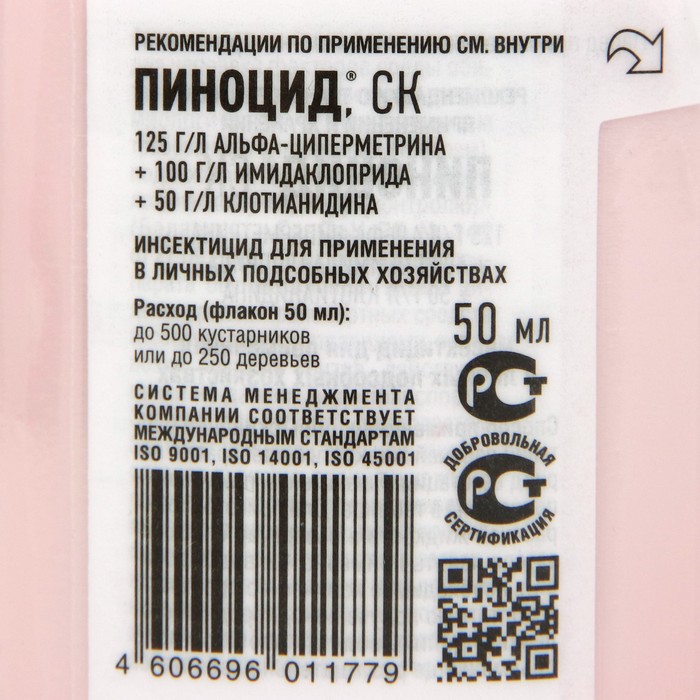 РЕКОМЕНДАЦИИ ПО ПРИМЕНЕНИЮ СМ. ВНУТРИ
ПИНОЦИД®, СК
125 Г/Л АЛЬФА-ЦИПЕРМЕТРИНА
+ 100 Г/Л ИМИДАКЛОПРИДА
+ 50 Г/Л КЛОТИАНИДИНА
ИНСЕКТИЦИД ДЛЯ ПРИМЕНЕНИЯ
В ЛИЧНЫХ ПОДСОБНЫХ ХОЗЯЙСТВАХ
Расход (флакон 50 мл):
до 500 кустарников
или до 250 деревьев
50 МЛ
РСТ
СИСТЕМА МЕНЕДЖМЕНТА
КОМПАНИИ СООТВЕТСТВУЕТ
МЕЖДУНАРОДНЫМ СТАНДАРТАМ
ISO 9001, ISO 14001, ISO 45001
ДОБРОВОЛЬНАЯ
РСТ
СЕРТИФИКАЦИЯ
4 606696 011779